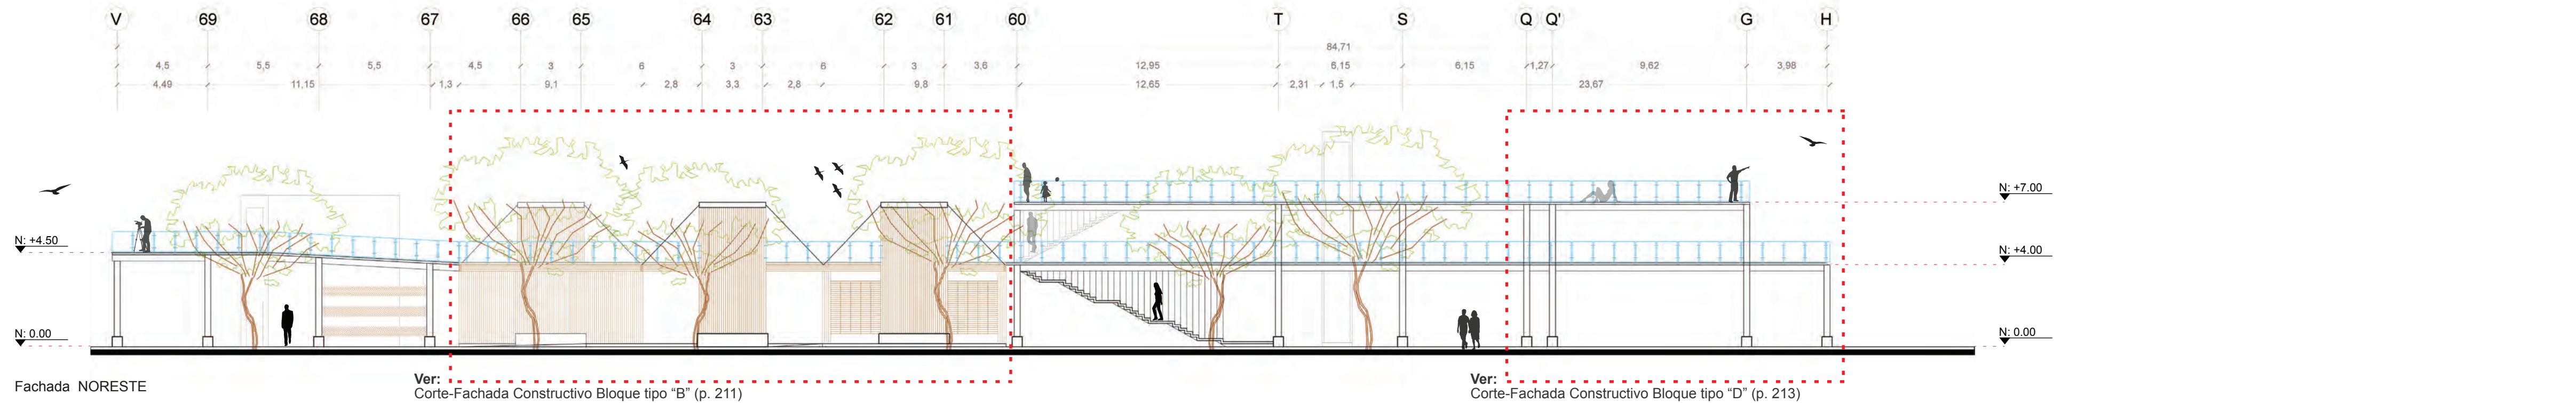 V 69 68 67 66 65 64 63 62 61 60 T S Q Q' G H
84,71
4,5 5,5 5,5 4,5 3 6 3 6 3 3,6 12,95 6,15 6,15 1,27 9,62 3,98
4,49 11,15 1,3 9,1 2,8 3,3 2,8 9,8 12,65 2,31 1,5 23,67
N: +7.00
N: +4.50
N: +4.00
N: 0.00
N: 0.00
Fachada NORESTE
Ver:
Corte-Fachada Constructivo Bloque tipo “B” (p. 211)
Ver:
Corte-Fachada Constructivo Bloque tipo “D” (p. 213)